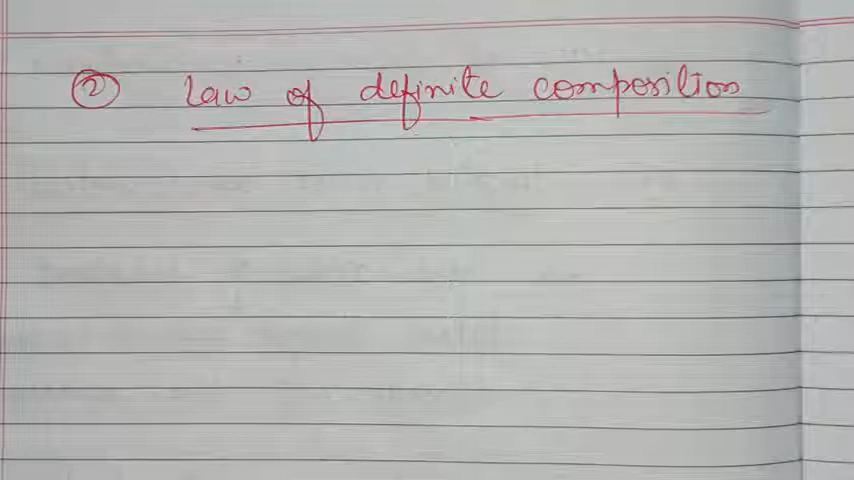 ② Law of definite composition